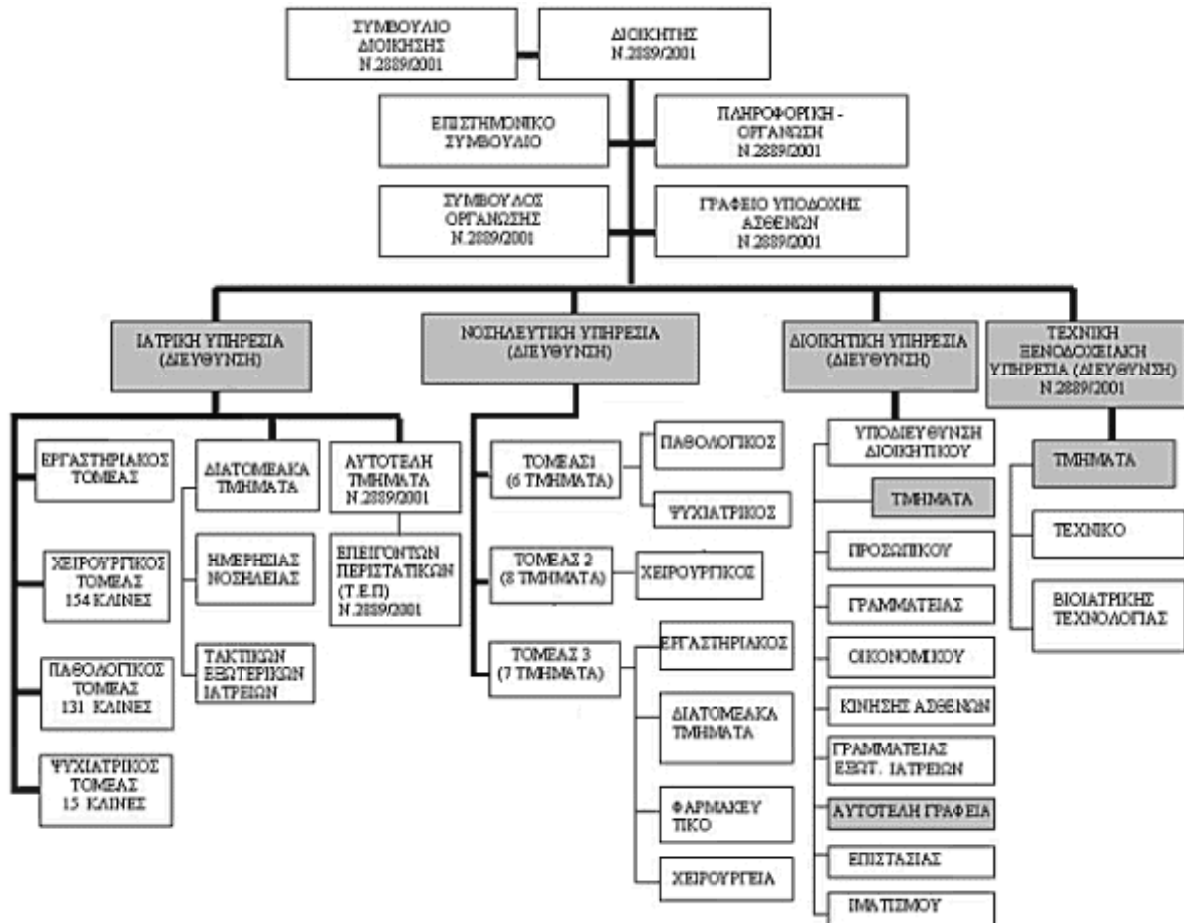 ΣΥΜΒΟΥΛΙΟ
ΔΙΟΙΚΗΣΗΣ
Ν.2889/2001
ΔΙΟΙΚΗΤΗΣ
Ν.2889/2001
ΕΠΙΣΤΗΜΟΝΙΚΟ
ΣΥΜΒΟΥΛΙΟ
ΠΛΗΡΟΦΟΡΙΚΗ -
ΟΡΓΑΝΩΣΗ
Ν.2889/2001
ΣΥΜΒΟΥΛΟΣ
ΟΡΓΑΝΩΣΗΣ
Ν.2889/2001
ΓΡΑΦΕΙΟ ΥΠΟΔΟΧΗΣ
ΑΣΘΕΝΩΝ
Ν.2889/2001
ΙΑΤΡΙΚΗ ΥΠΗΡΕΣΙΑ
(ΔΙΕΥΘΥΝΣΗ)
ΕΡΓΑΣΤΗΡΙΑΚΟΣ
ΤΟΜΕΑΣ
ΧΕΙΡΟΥΡΓΙΚΟΣ
ΤΟΜΕΑΣ
154 ΚΛΙΝΕΣ
ΠΑΘΟΛΟΓΙΚΟΣ
ΤΟΜΕΑΣ
131 ΚΛΙΝΕΣ
ΨΥΧΙΑΤΡΙΚΟΣ
ΤΟΜΕΑΣ
15 ΚΛΙΝΕΣ
ΔΙΑΤΟΜΕΑΚΑ
ΤΜΗΜΑΤΑ
ΗΜΕΡΗΣΙΑΣ
ΝΟΣΗΛΕΙΑΣ
ΤΑΚΤΙΚΩΝ
ΕΞΩΤΕΡΙΚΩΝ
ΙΑΤΡΕΙΩΝ
ΑΥΤΟΤΕΛΗ
ΤΜΗΜΑΤΑ
Ν.2889/2001
ΕΠΕΙΓΟΝΤΩΝ
ΠΕΡΙΣΤΑΤΙΚΩΝ
(Τ.Ε.Π)
Ν.2889/2001
ΝΟΣΗΛΕΥΤΙΚΗ ΥΠΗΡΕΣΙΑ
(ΔΙΕΥΘΥΝΣΗ)
ΤΟΜΕΑΣ1
(6 ΤΜΗΜΑΤΑ)
ΠΑΘΟΛΟΓΙΚΟΣ
ΨΥΧΙΑΤΡΙΚΟΣ
ΤΟΜΕΑΣ 2
(8 ΤΜΗΜΑΤΑ)
ΧΕΙΡΟΥΡΓΙΚΟΣ
ΤΟΜΕΑΣ 3
(7 ΤΜΗΜΑΤΑ)
ΕΡΓΑΣΤΗΡΙΑΚΟΣ
ΔΙΑΤΟΜΕΑΚΑ
ΤΜΗΜΑΤΑ
ΦΑΡΜΑΚΕΥ
ΤΙΚΟ
ΧΕΙΡΟΥΡΓΕΙΑ
ΔΙΟΙΚΗΤΙΚΗ ΥΠΗΡΕΣΙΑ
(ΔΙΕΥΘΥΝΣΗ)
ΥΠΟΔΙΕΥΘΥΝΣΗ
ΔΙΟΙΚΗΤΙΚΟΥ
ΤΜΗΜΑΤΑ
ΠΡΟΣΩΠΙΚΟΥ
ΓΡΑΜΜΑΤΕΙΑΣ
ΟΙΚΟΝΟΜΙΚΟΥ
ΚΙΝΗΣΗΣ ΑΣΘΕΝΩΝ
ΓΡΑΜΜΑΤΕΙΑΣ
ΕΞΩΤ. ΙΑΤΡΕΙΩΝ
ΑΥΤΟΤΕΛΗ ΓΡΑΦΕΙΑ
ΕΠΙΣΤΑΣΙΑΣ
ΙΜΑΤΙΣΜΟΥ
ΤΕΧΝΙΚΗ
ΞΕΝΟΔΟΧΕΙΑΚΗ
ΥΠΗΡΕΣΙΑ (ΔΙΕΥΘΥΝΣΗ)
Ν.2889/2001
ΤΜΗΜΑΤΑ
ΤΕΧΝΙΚΟ
ΒΙΟΙΑΤΡΙΚΗΣ
ΤΕΧΝΟΛΟΓΙΑΣ